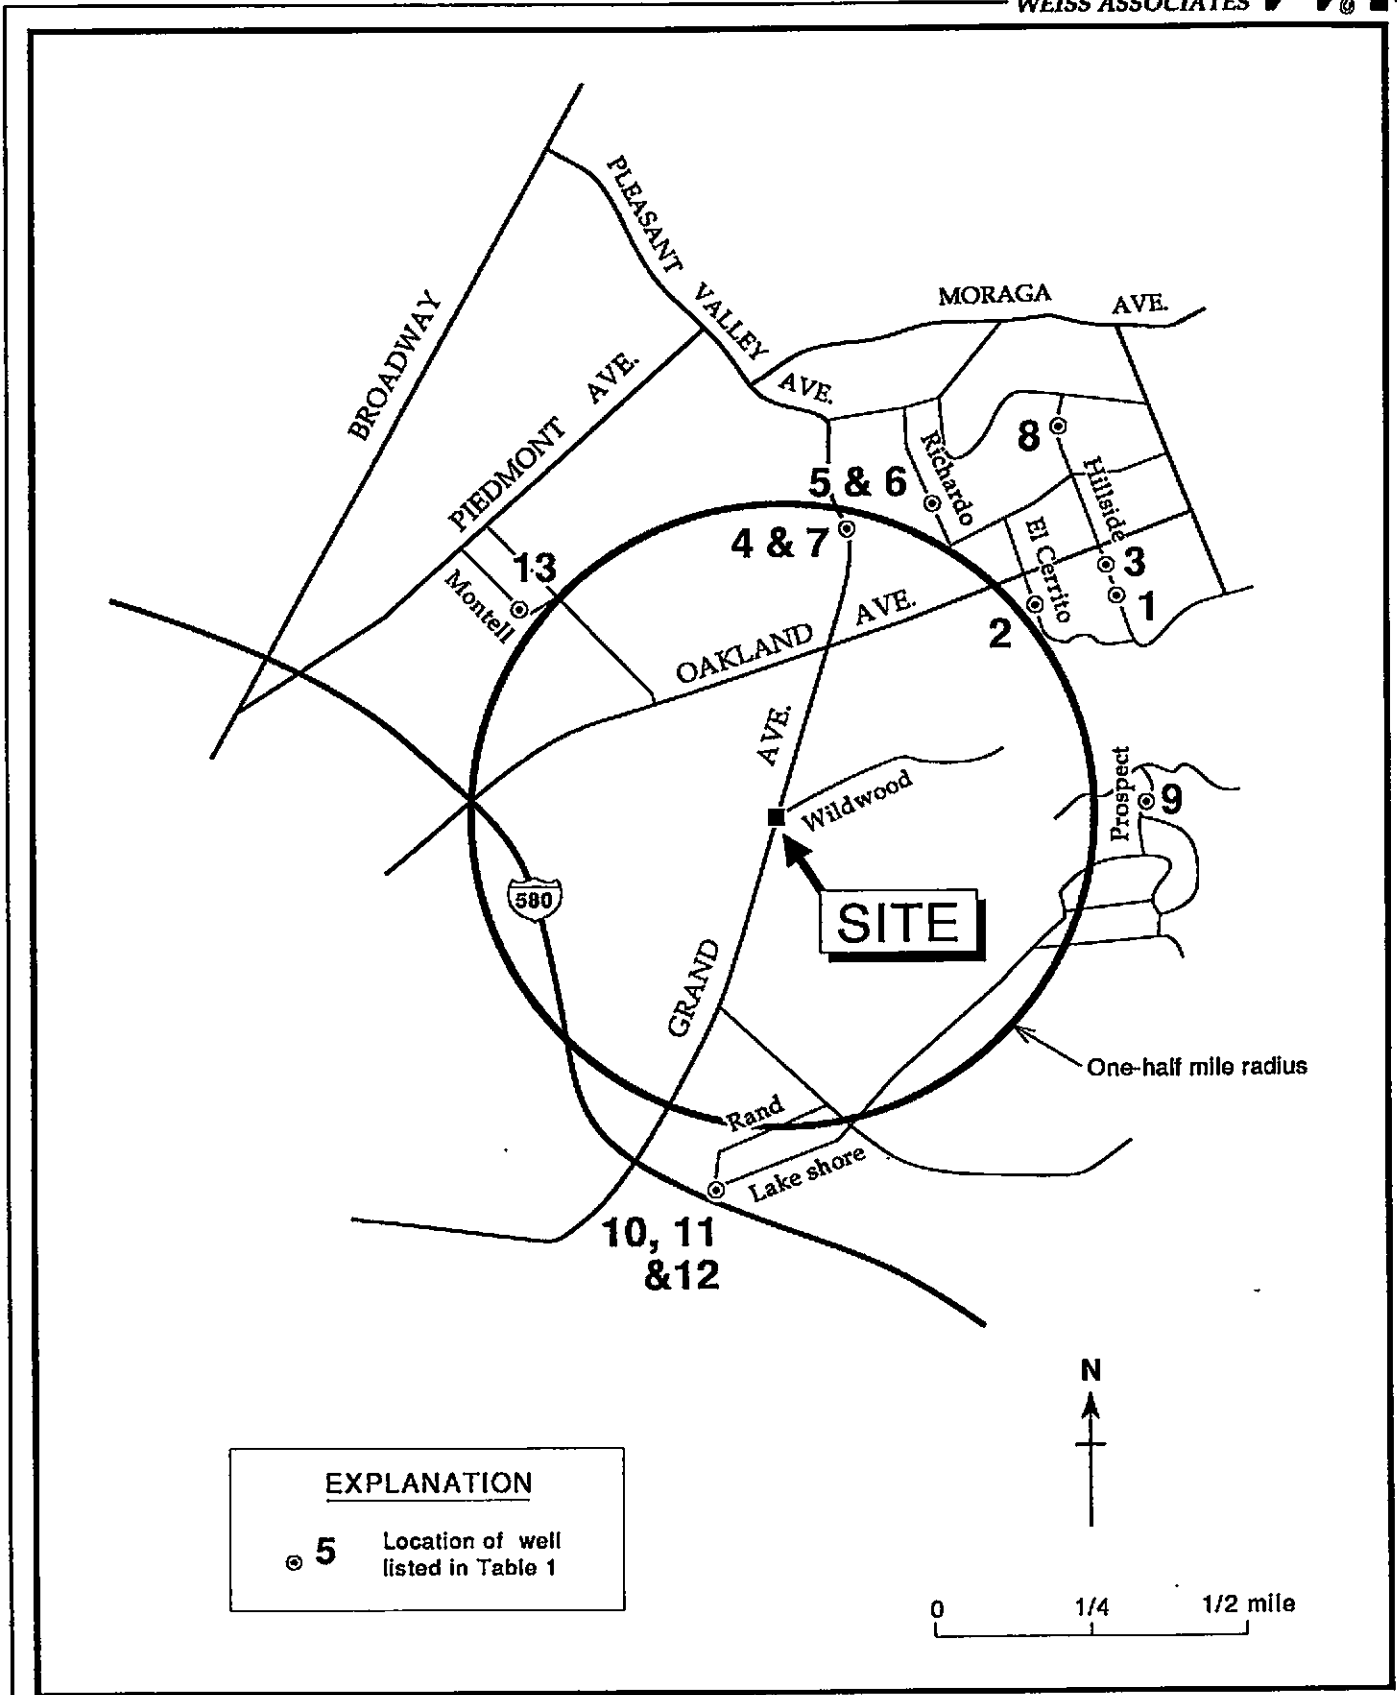 WEISS ASSOCIATES
PLEASANT VALLEY AVE.
MORAGA AVE.
BROADWAY
PIEDMONT AVE.
8
Richardo
Hillside
5 & 6
4 & 7
El Cerrito
3
1
2
13
Montell
OAKLAND AVE.
GRAND AVE.
Wildwood
Prospect
9
580
SITE
One-half mile radius
Rand
Lake shore
10, 11
&12
N
EXPLANATION
5 Location of well
listed in Table 1
0 1/4 1/2 mile